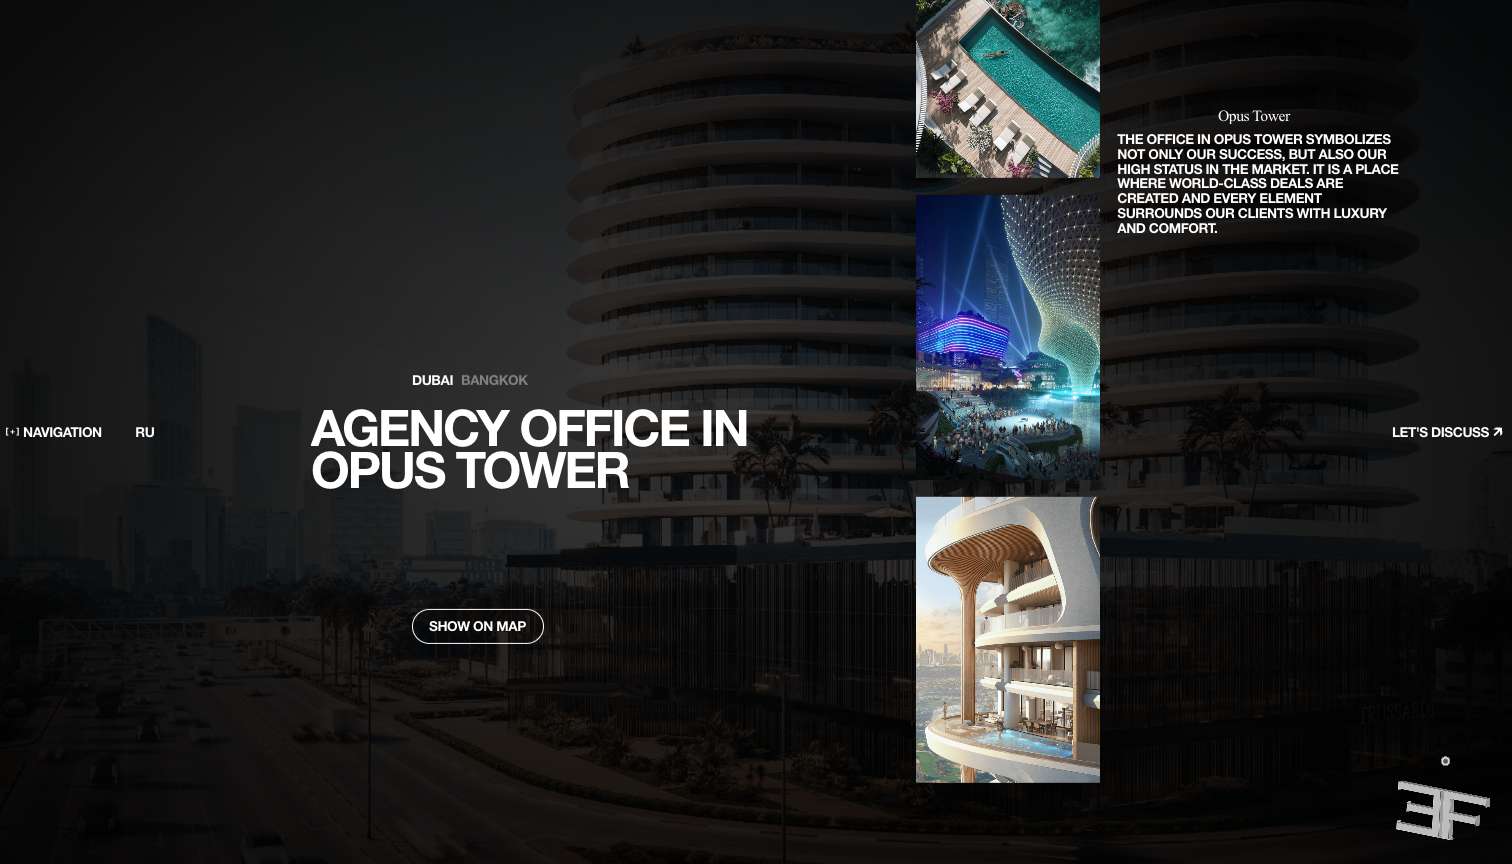 [+] NAVIGATION
RU
DUBAI BANGKOK
AGENCY OFFICE IN
OPUS TOWER
SHOW ON MAP
Opus Tower
THE OFFICE IN OPUS TOWER SYMBOLIZES
NOT ONLY OUR SUCCESS, BUT ALSO OUR
HIGH STATUS IN THE MARKET. IT IS A PLACE
WHERE WORLD-CLASS DEALS ARE
CREATED AND EVERY ELEMENT
SURROUNDS OUR CLIENTS WITH LUXURY
AND COMFORT.
LET'S DISCUSS